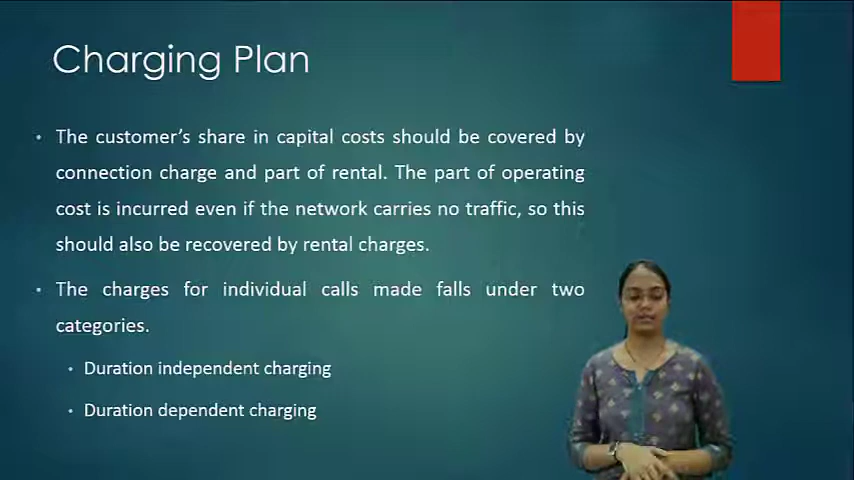 Charging Plan
• The customer's share in capital costs should be covered by
connection charge and part of rental. The part of operating
cost is incurred even if the network carries no traffic, so this
should also be recovered by rental charges.
• The charges for individual calls made falls under two
categories.
• Duration independent charging
• Duration dependent charging